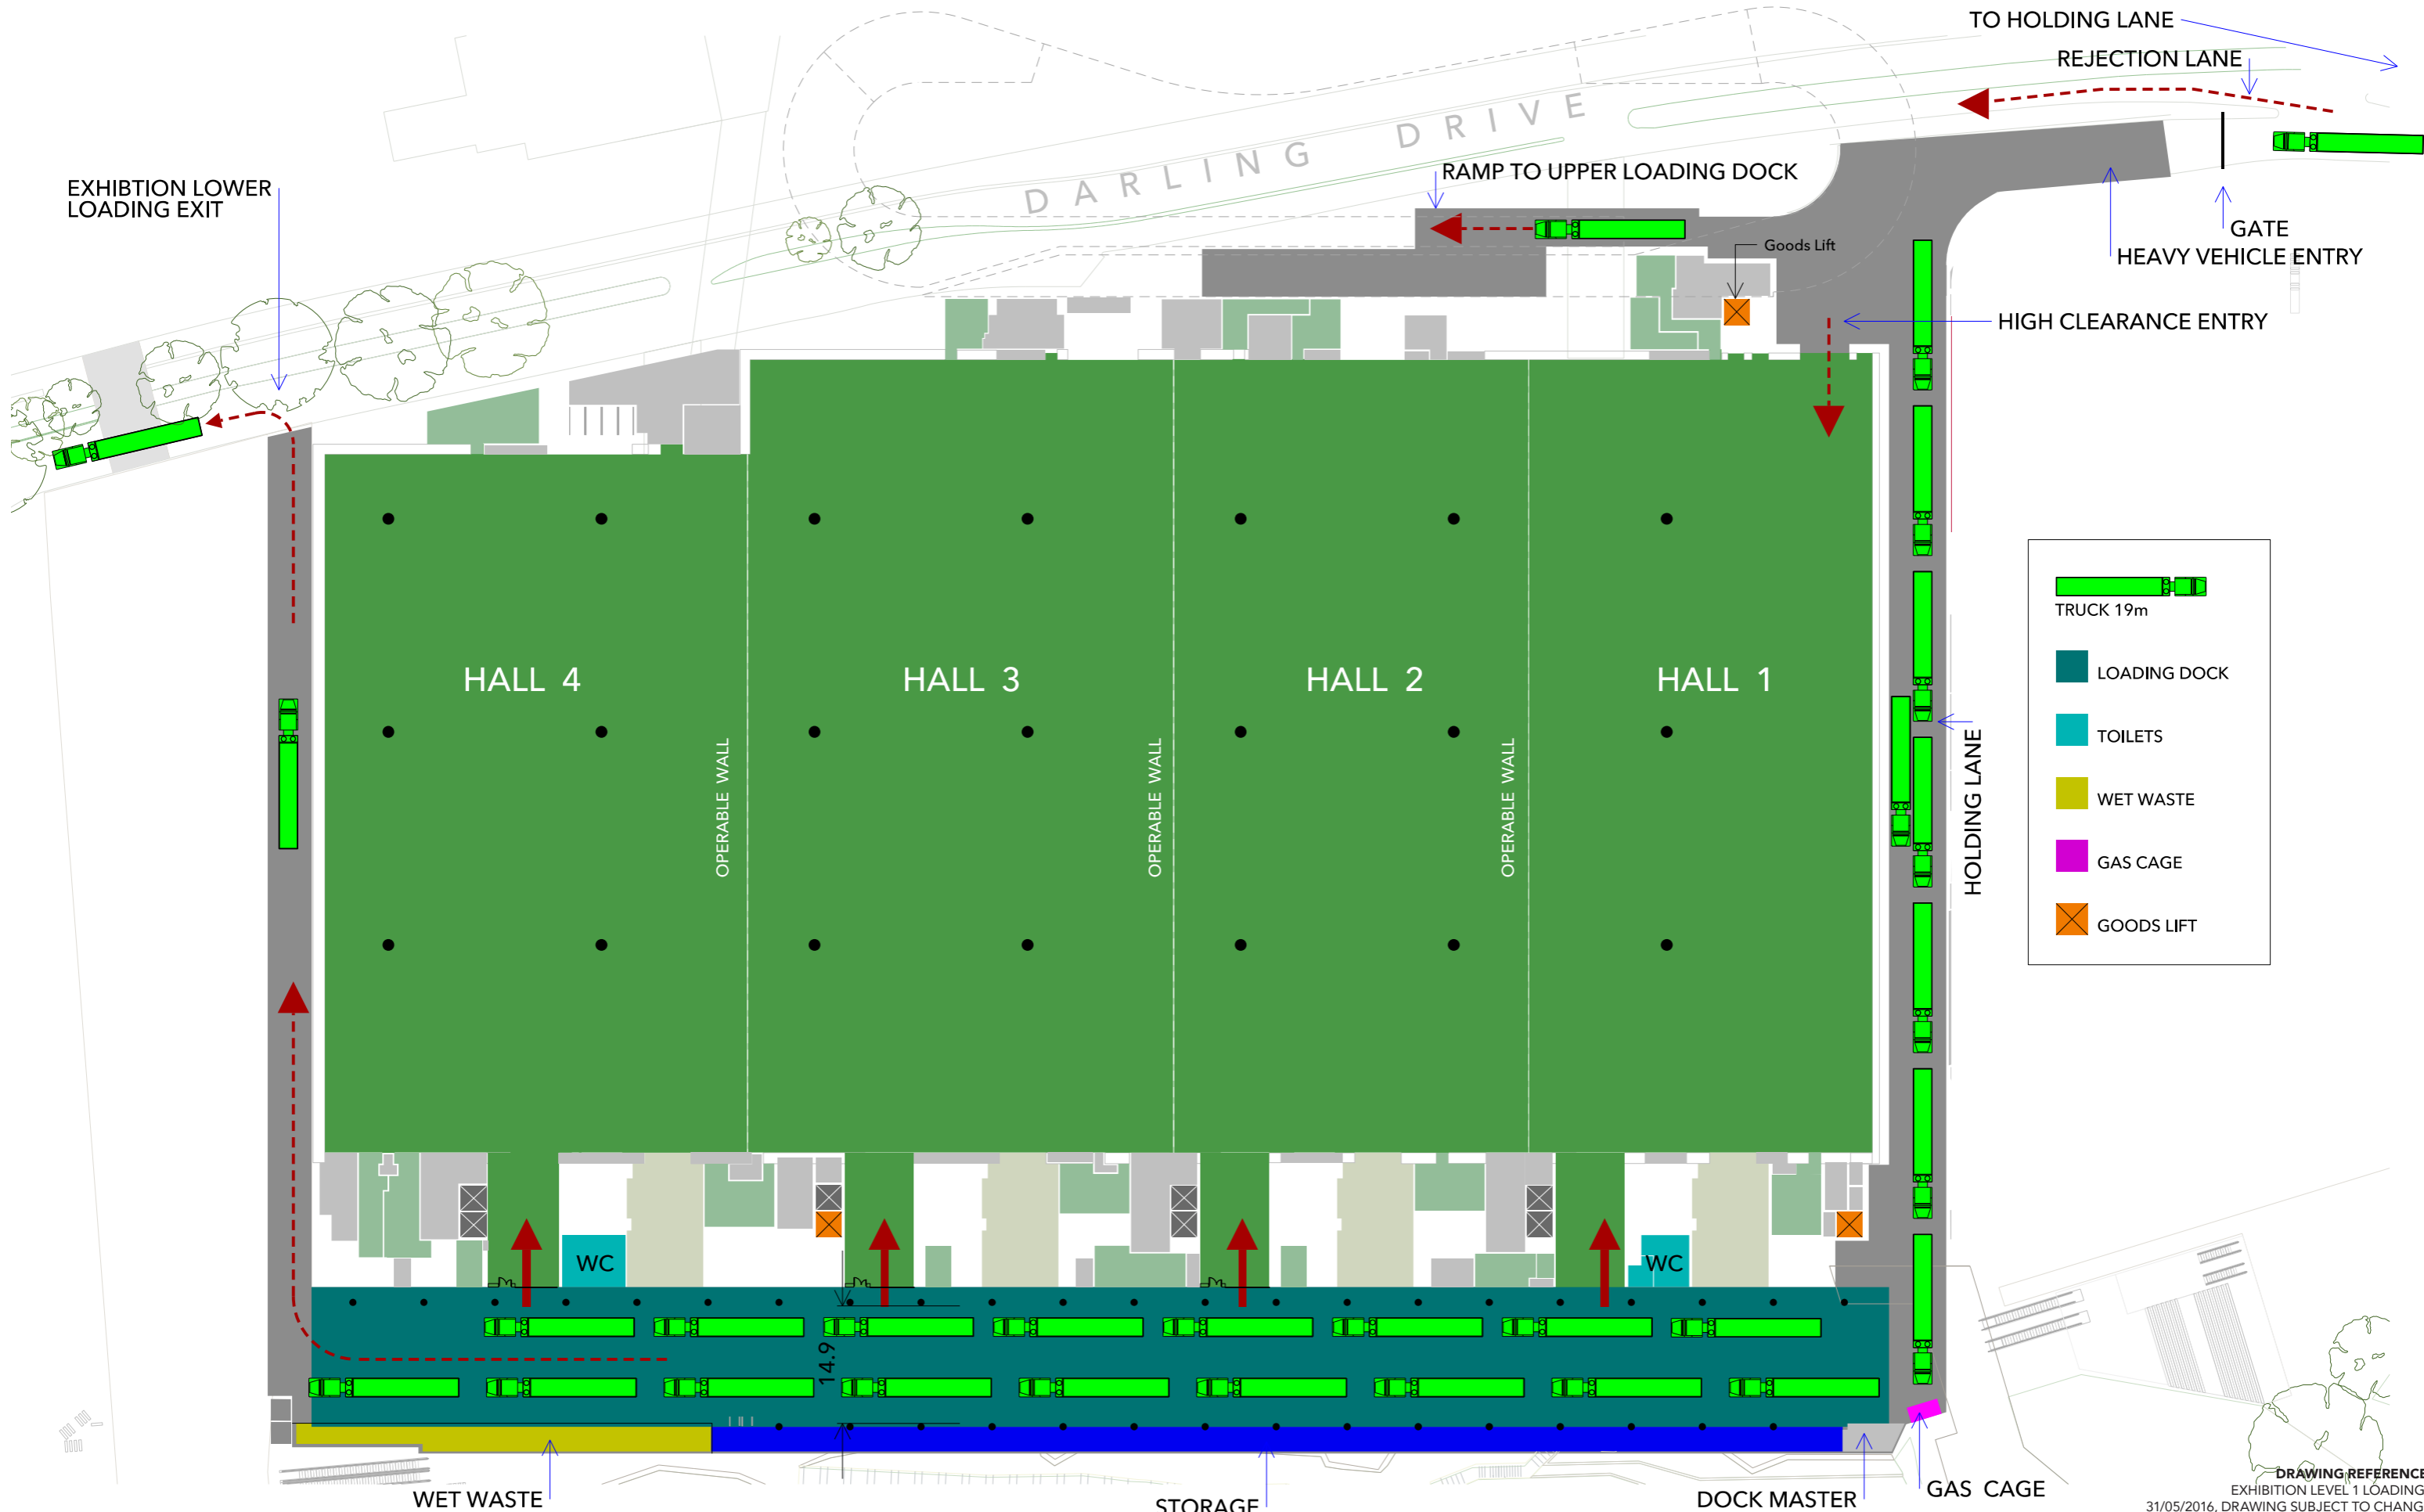 TO HOLDING LANE
REJECTION LANE
DARLING DRIVE
RAMP TO UPPER LOADING DOCK
EXHIBTION LOWER
LOADING EXIT
GATE
Goods Lift
HEAVY VEHICLE ENTRY
HIGH CLEARANCE ENTRY
HALL 4
HALL 3
HALL 2
HALL 1
OPERABLE WALL
OPERABLE WALL
OPERABLE WALL
HOLDING LANE
TRUCK 19m
LOADING DOCK
TOILETS
WET WASTE
GAS CAGE
GOODS LIFT
WC
WC
14.9
WET WASTE
STORAGE
DOCK MASTER
GAS CAGE
DRAWING REFERENCE
EXHIBITION LEVEL 1 LOADING
31/05/2016, DRAWING SUBJECT TO CHANG